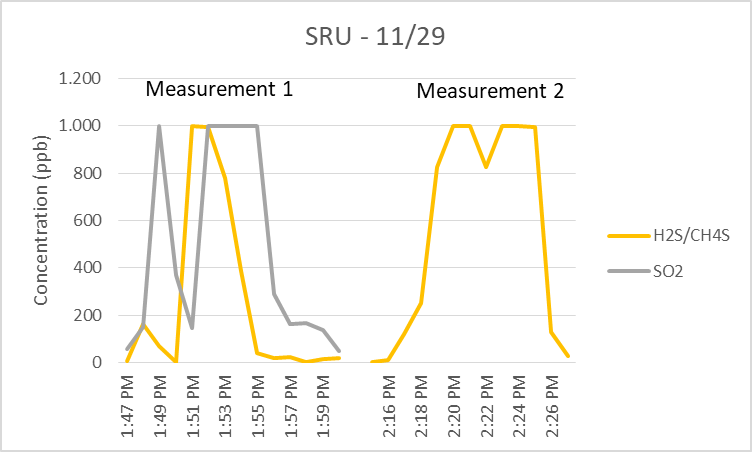 SRU - 11/29
1.200
Measurement 1
Measurement 2
1.000
800
600
400
200
0
Concentration (ppb)
1:47 PM
1:49 PM
1:51 PM
1:53 PM
1:55 PM
1:57 PM
1:59 PM
2:16 PM
2:18 PM
2:20 PM
2:22 PM
2:24 PM
2:26 PM
H2S/CH4S
SO2